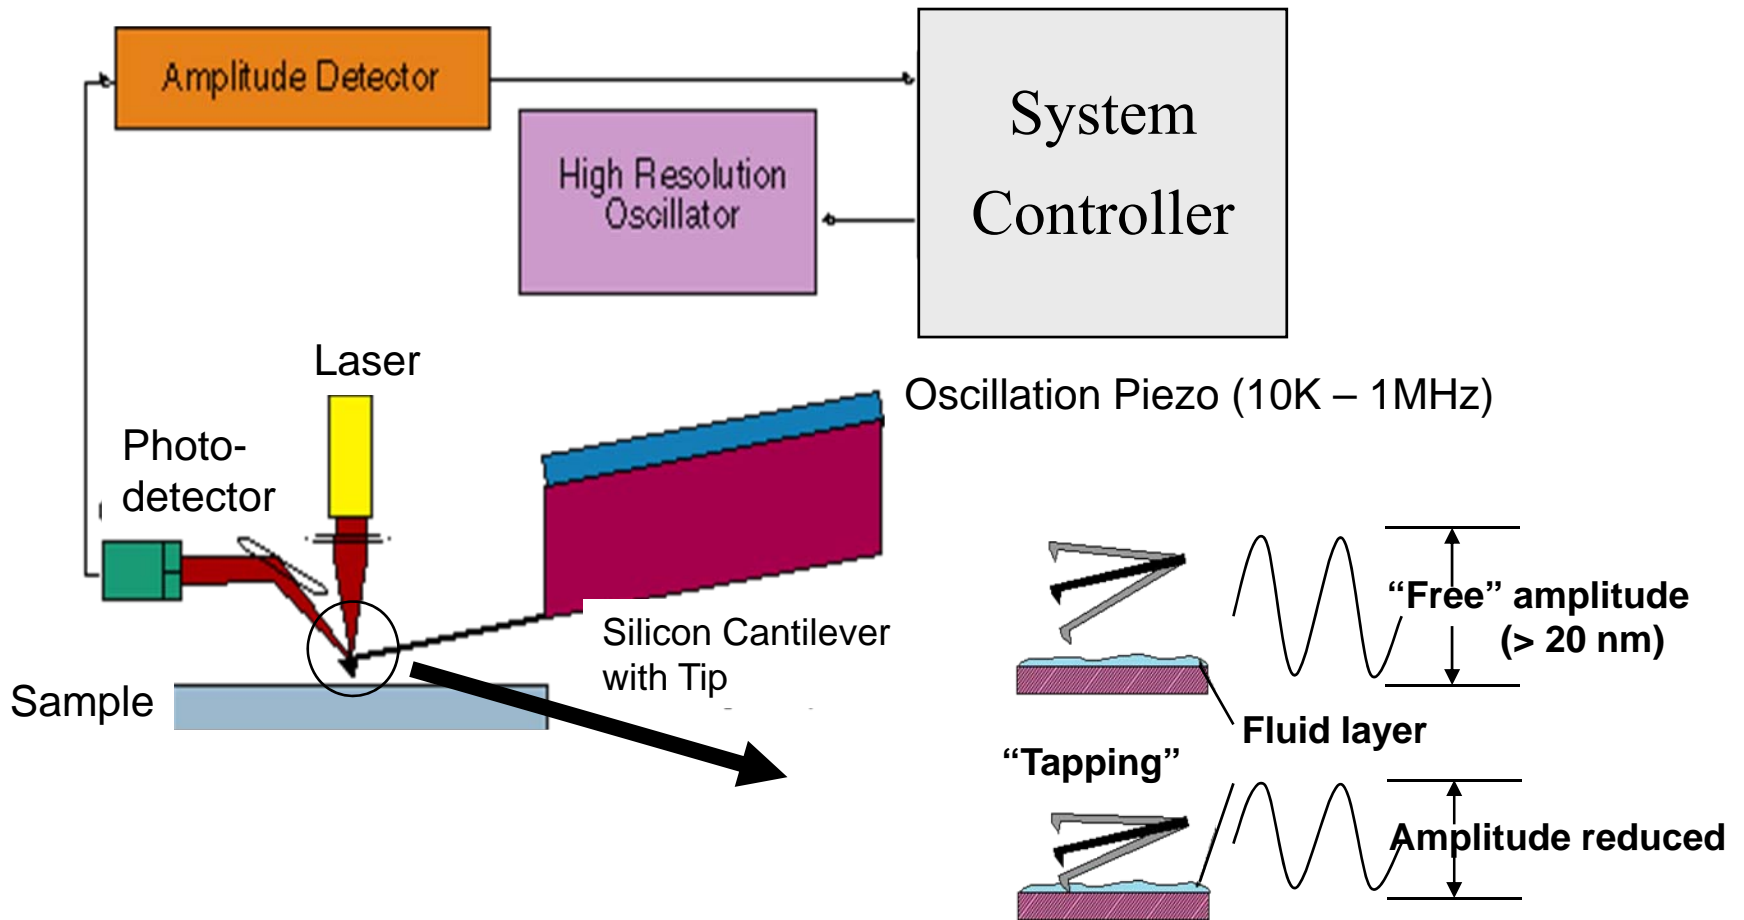 Amplitude Detector
System
Controller
High Resolution
Oscillator
Laser
Oscillation Piezo (10K – 1MHz)
Photo-
detector
Silicon Cantilever
with Tip
Sample
“Free” amplitude
(> 20 nm)
Fluid layer
“Tapping”
Amplitude reduced